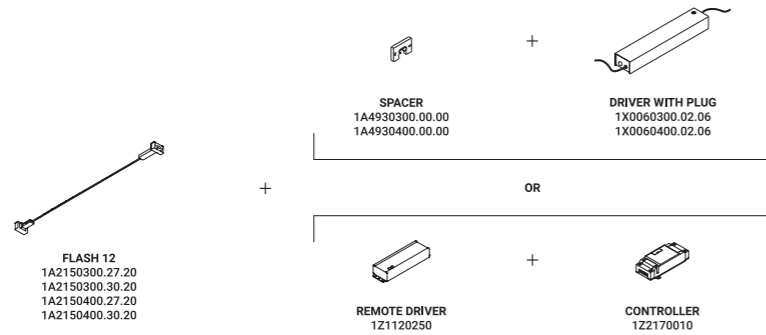 +
SPACER
1A4930300.00.00
1A4930400.00.00
DRIVER WITH PLUG
1X0060300.02.06
1X0060400.02.06
+
OR
FLASH 12
1A2150300.27.20
1A2150300.30.20
1A2150400.27.20
1A2150400.30.20
+
REMOTE DRIVER
1Z1120250
CONTROLLER
1Z2170010